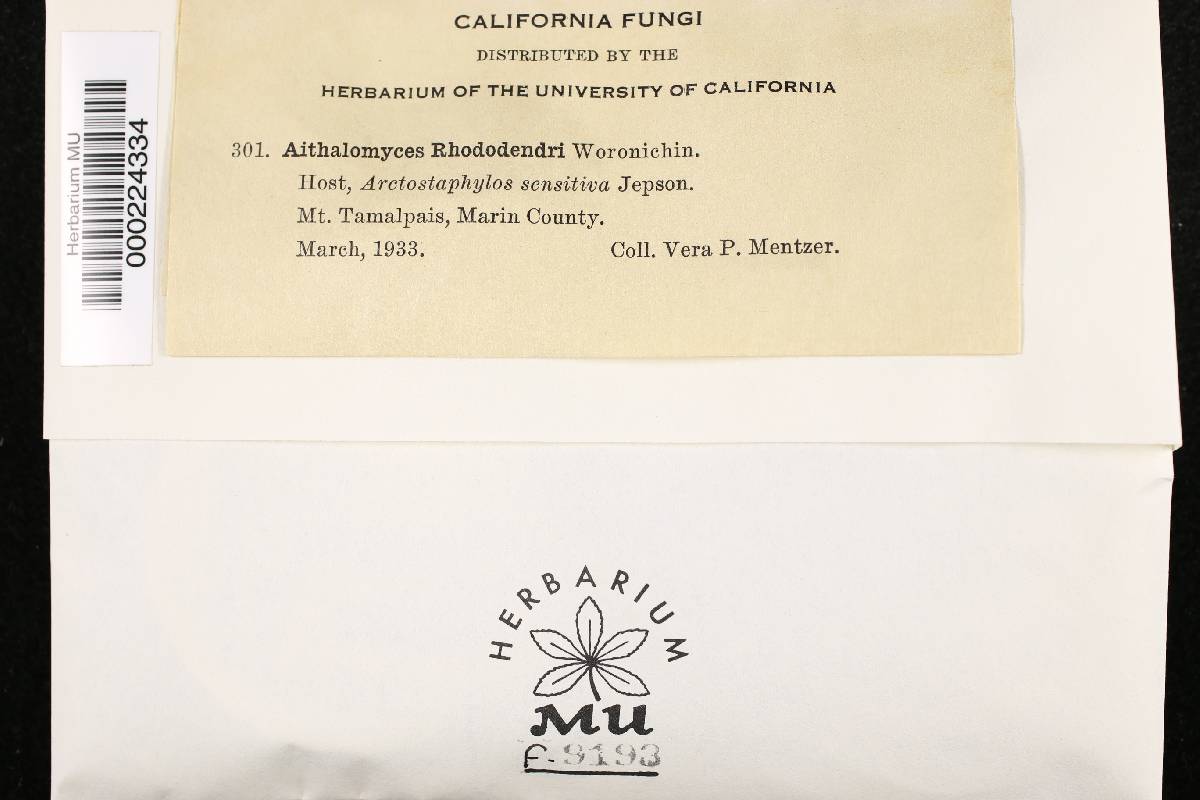 CALIFORNIA FUNGI
DISTRIBUTED BY THE
HERBARIUM OF THE UNIVERSITY OF CALIFORNIA
301. Aithalomyces Rhododendri Woronichin.
Host, Arctostaphylos sensitiva Jepson.
Mt. Tamalpais, Marin County.
March, 1933. Coll. Vera P. Mentzer.
Herbarium MU
000224334
HERBARIUM
MU
F-9193